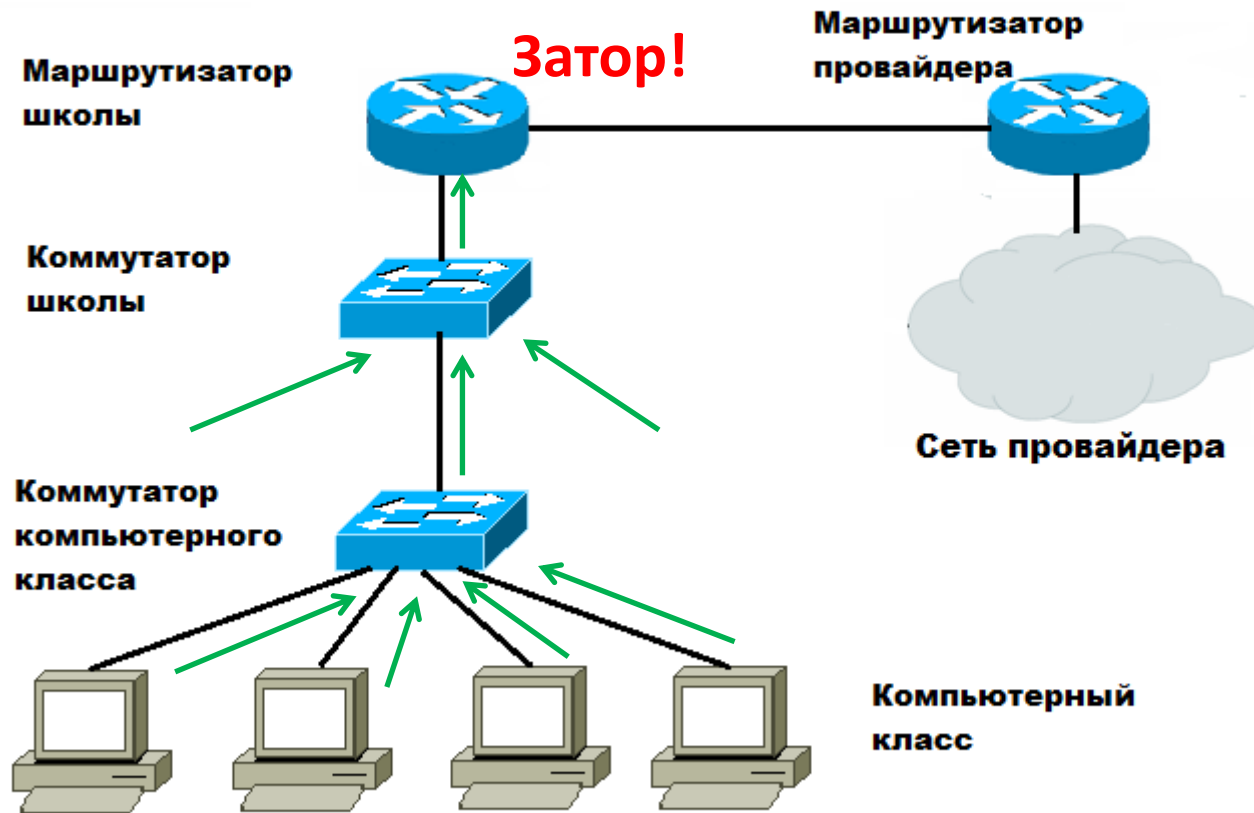 Маршрутизатор
школы
Затор!
Маршрутизатор
провайдера
Коммутатор
школы
Сеть провайдера
Коммутатор
компьютерного
класса
Компьютерный
класс